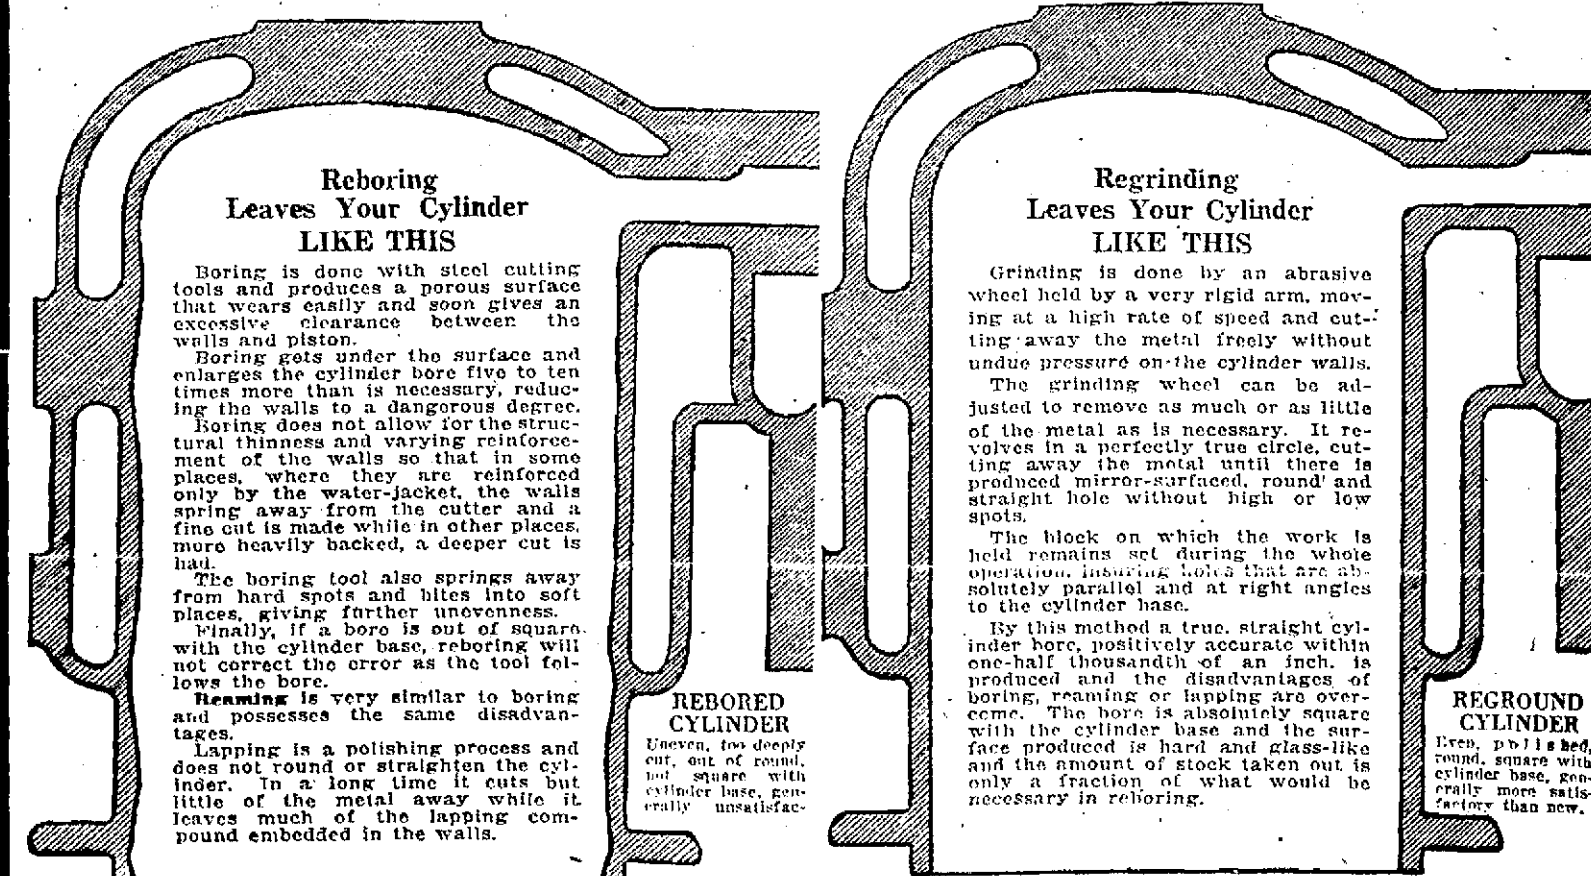 Reboring
Leaves Your Cylinder
LIKE THIS
Boring is done with steel cutting
tools and produces a porous surface
that wears easily and soon gives an
excessive clearance between the
walls and piston.
Boring gets under the surface and
enlarges the cylinder bore five to ten
times more than is necessary, reduc-
ing the walls to a dangerous degree.
Boring does not allow for the struc-
tural thinness and varying reinforce-
ment of the walls so that in some
places, where they are reinforced
only by the water-jacket, the walls
spring away from the cutter and a
fine cut is made while in other places,
more heavily backed, a deeper cut is
had.
The boring tool also springs away
from hard spots and bites into soft
places, giving further unevenness.
Finally, if a bore is out of square
with the cylinder base, reboring will
not correct the error as the tool fol-
lows the bore.
Reaming is very similar to boring
and possesses the same disadvan-
tages.
Lapping is a polishing process and
does not round or straighten the cyl-
inder. In a long time it cuts but
little of the metal away while it
leaves much of the lapping com-
pound embedded in the walls.
REBORED
CYLINDER
Uneven, too deeply
cut, out of round,
not square with
cylinder base, gen-
erally unsatisfac-
Regrinding
Leaves Your Cylinder
LIKE THIS
Grinding is done by an abrasive
wheel held by a very rigid arm, mov-
ing at a high rate of speed and cut-
ting away the metal freely without
undue pressure on the cylinder walls.
The grinding wheel can be ad-
justed to remove as much or as little
of the metal as is necessary. It re-
volves in a perfectly true circle, cut-
ting away the metal until there is
produced mirror-surfaced, round and
straight hole without high or low
spots.
The block on which the work is
held remains set during the whole
operation, insuring holes that are ab-
solutely parallel and at right angles
to the cylinder base.
By this method a true, straight cyl-
inder bore, positively accurate within
one-half thousandth of an inch, is
produced and the disadvantages of
boring, reaming or lapping are over-
come. The bore is absolutely square
with the cylinder base and the sur-
face produced is hard and glass-like
and the amount of stock taken out is
only a fraction of what would be
necessary in reboring.
REGROUND
CYLINDER
Even, polished,
round, square with
cylinder base, gen-
erally more satis-
factory than new.